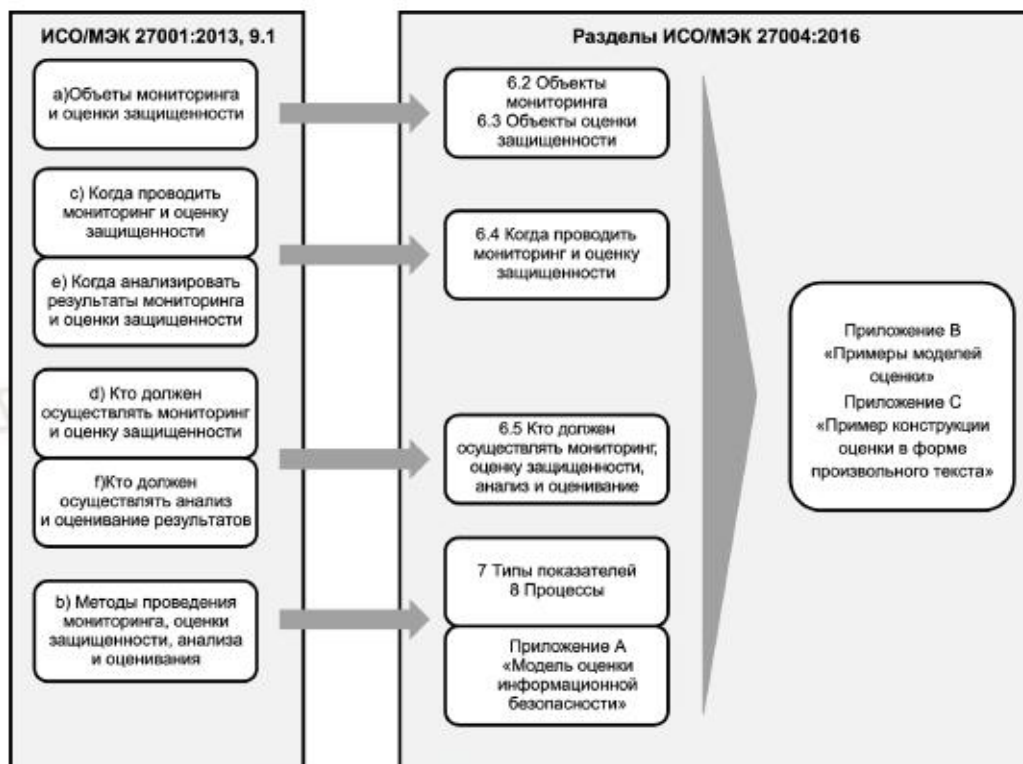 ИСО/МЭК 27001:2013, 9.1
a)Объеты мониторинга
и оценки защищенности
c) Когда проводить
мониторинг и оценку
защищенности
e) Когда анализировать
результаты мониторинга
и оценки защищенности
d) Кто должен
осуществлять мониторинг
и оценку защищенности
f)Кто должен
осуществлять анализ
и оценивание результатов
b) Методы проведения
мониторинга, оценки
защищенности, анализа
и оценивания
Разделы ИСО/МЭК 27004:2016
6.2 Объекты
мониторинга
6.3 Объекты оценки
защищенности
6.4 Когда проводить
мониторинг и оценку
защищенности
6.5 Кто должен
осуществлять мониторинг,
оценку защищенности,
анализ и оценивание
7 Типы показателей
8 Процессы
Приложение А
«Модель оценки
информационной
безопасности»
Приложение В
«Примеры моделей
оценки»
Приложение С
«Пример конструкции
оценки в форме
произвольного текста»